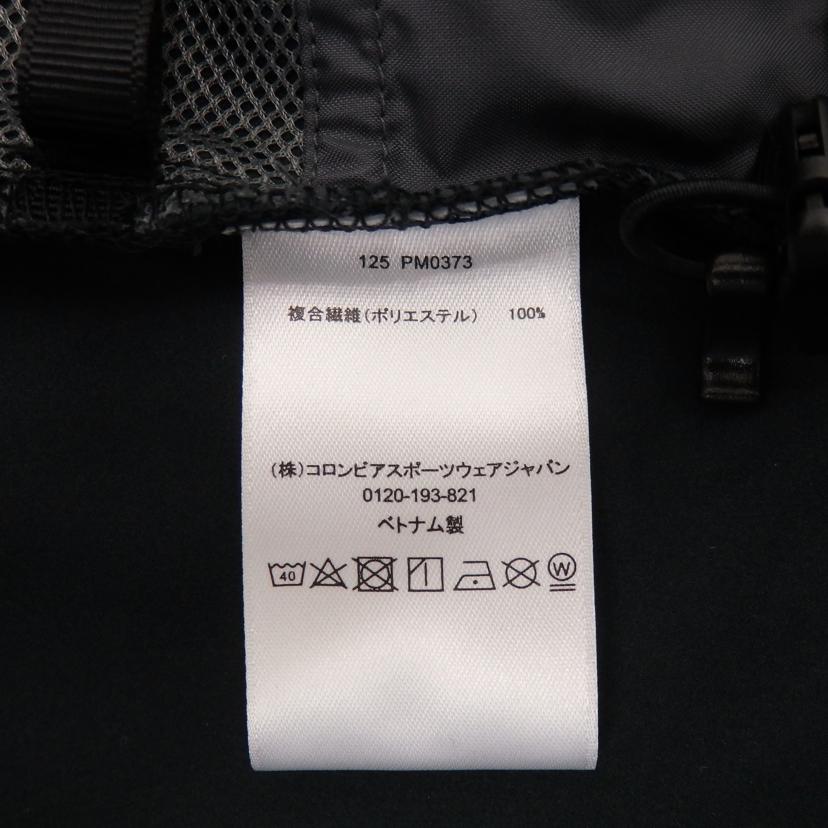 125 PM0373
複合繊維(ポリエステル) 100%
(株)コロンビアスポーツウェアジャパン
0120-193-821
ベトナム製
40 W